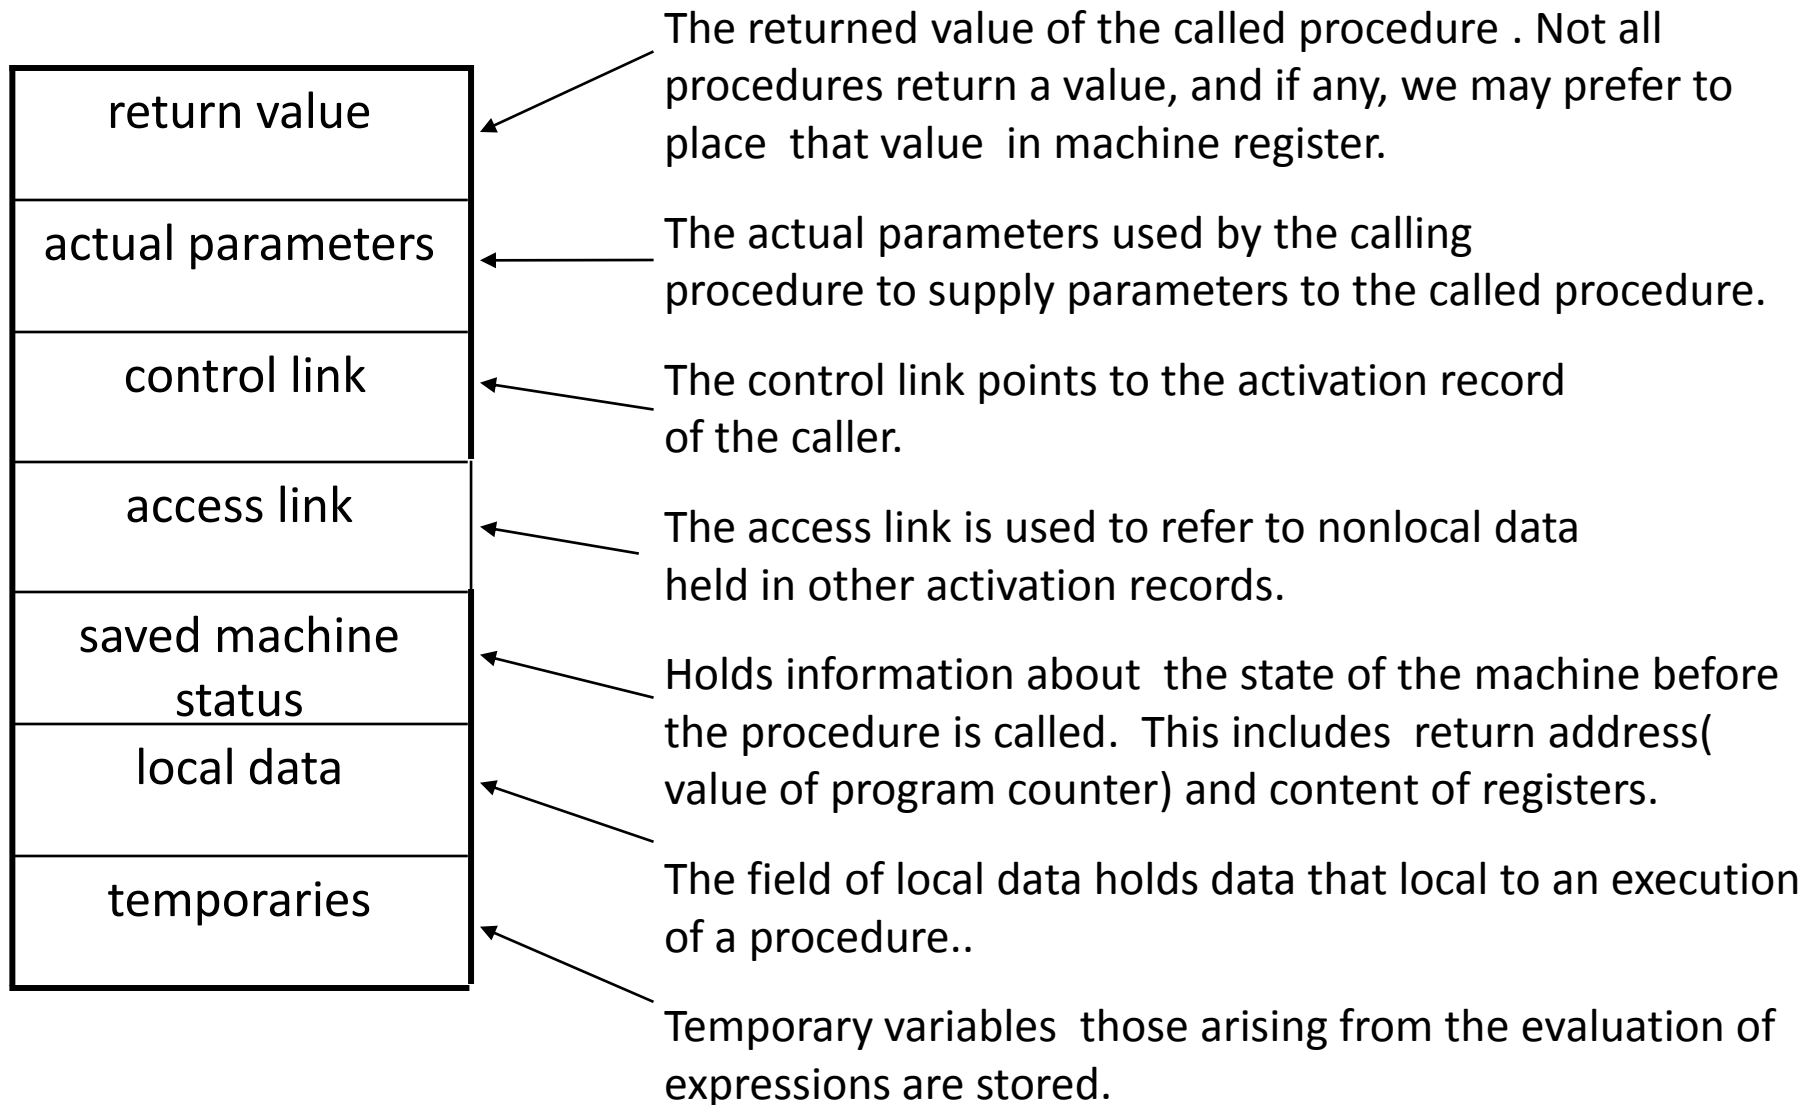 return value
The returned value of the called procedure . Not all
procedures return a value, and if any, we may prefer to
place that value in machine register.
actual parameters
The actual parameters used by the calling
procedure to supply parameters to the called procedure.
control link
The control link points to the activation record
of the caller.
access link
The access link is used to refer to nonlocal data
held in other activation records.
saved machine
status
Holds information about the state of the machine before
the procedure is called. This includes return address(
value of program counter) and content of registers.
local data
The field of local data holds data that local to an execution
of a procedure..
temporaries
Temporary variables those arising from the evaluation of
expressions are stored.